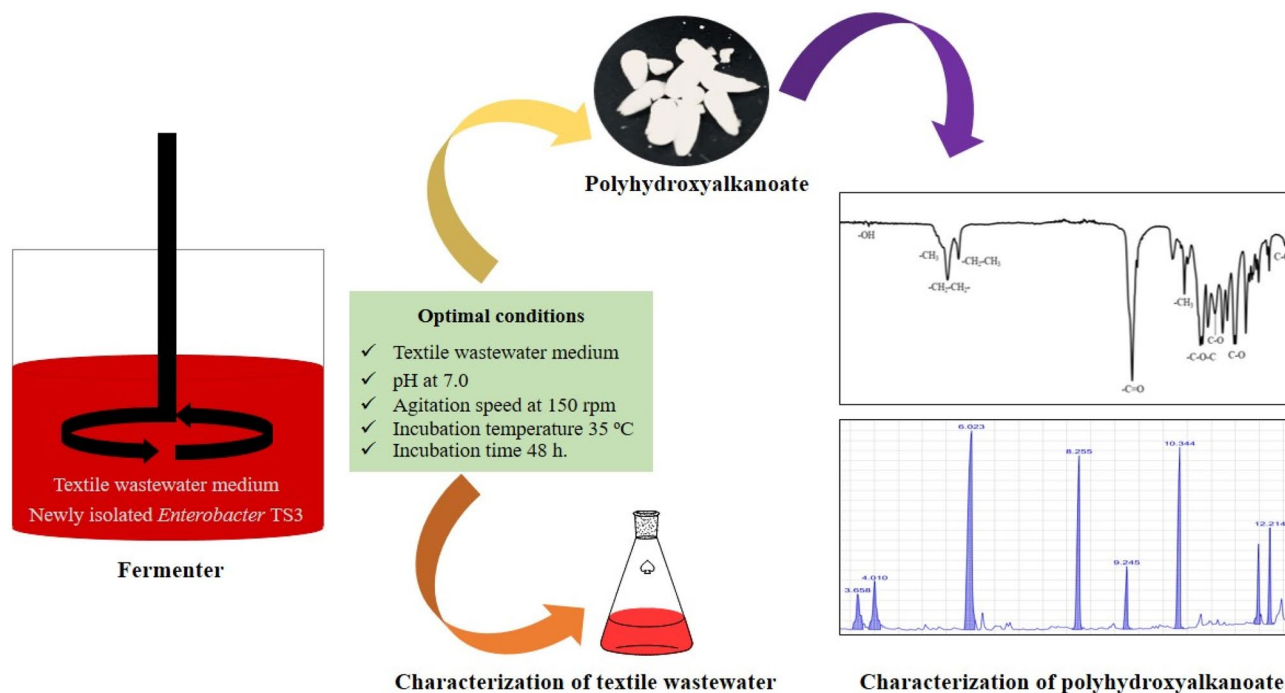 Polyhydroxyalkanoate
Textile wastewater medium
Newly isolated Enterobacter TS3
Fermenter
Optimal conditions
✓ Textile wastewater medium
✓ pH at 7.0
✓ Agitation speed at 150 rpm
✓ Incubation temperature 35 ºC
✓ Incubation time 48 h.
Characterization of textile wastewater
-OH
-CH₃
-CH₂-CH₃
-CH₂-CH₂-
-C=O
-CH₃
-C-O-C
C-O
C-O
3.658
4.010
6.023
8.255
9.245
10.344
12.214
Characterization of polyhydroxyalkanoate